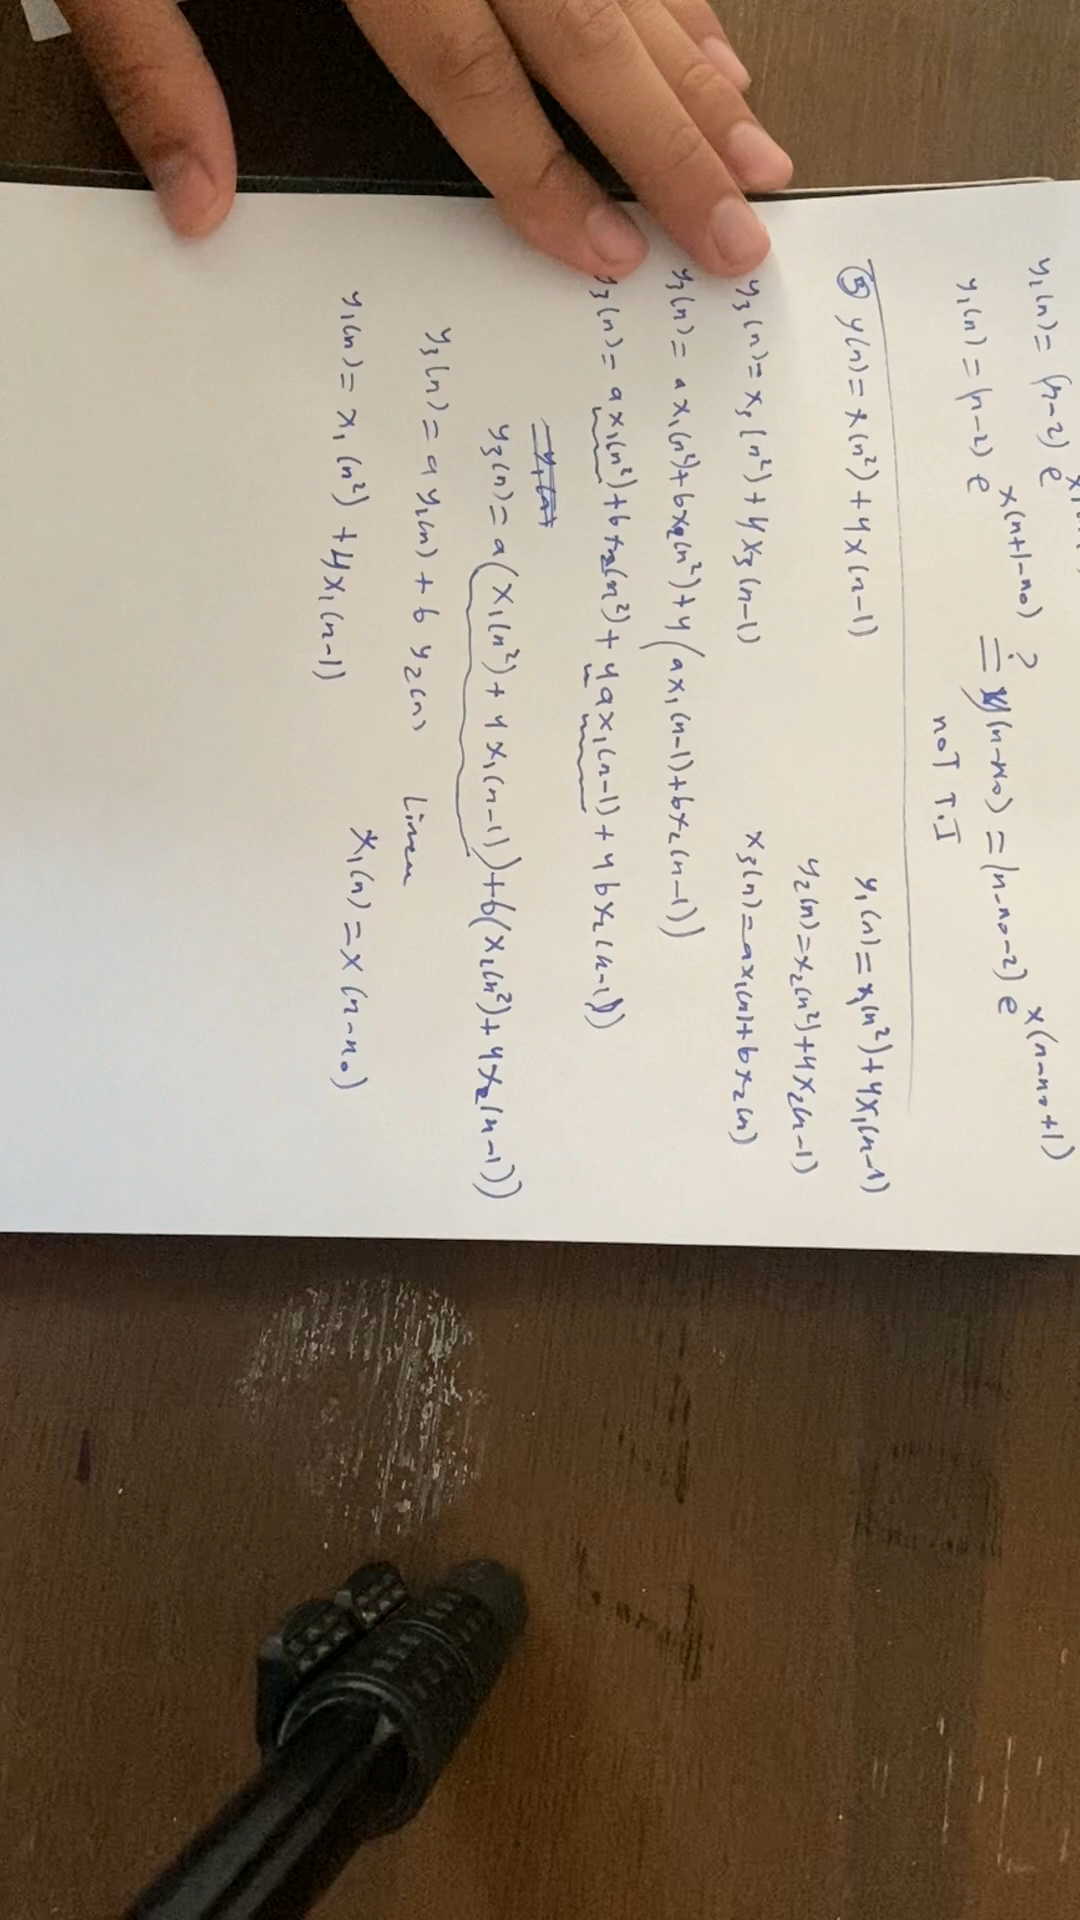 y₁(n) = (n-2) e
y₁(n) = (n-2) e^x(n+1-n₀) ?= y(n-n₀) = (n-n₀-2) e^x(n-n₀+1)
noT T.I
⑤ y(n) = x(n²) + 4x(n-1)
y₁(n) = x₁(n²) + 4x₁(n-1)
y₂(n) = x₂(n²) + 4x₂(n-1)
y₃(n) = x₃(n²) + 4x₃(n-1)
x₃(n) = ax₁(n) + bx₂(n)
y₃(n) = ax₁(n²) + bx₂(n²) + 4(ax₁(n-1) + bx₂(n-1))
y₃(n) = ax₁(n²) + bx₂(n²) + 4ax₁(n-1) + 4bx₂(n-1))
y₃(n) = a(x₁(n²) + 4x₁(n-1)) + b(x₂(n²) + 4x₂(n-1))
y₃(n) = a y₁(n) + b y₂(n) Linear
y₁(n) = x₁(n²) + 4x₁(n-1)
x₁(n) = x(n-n₀)